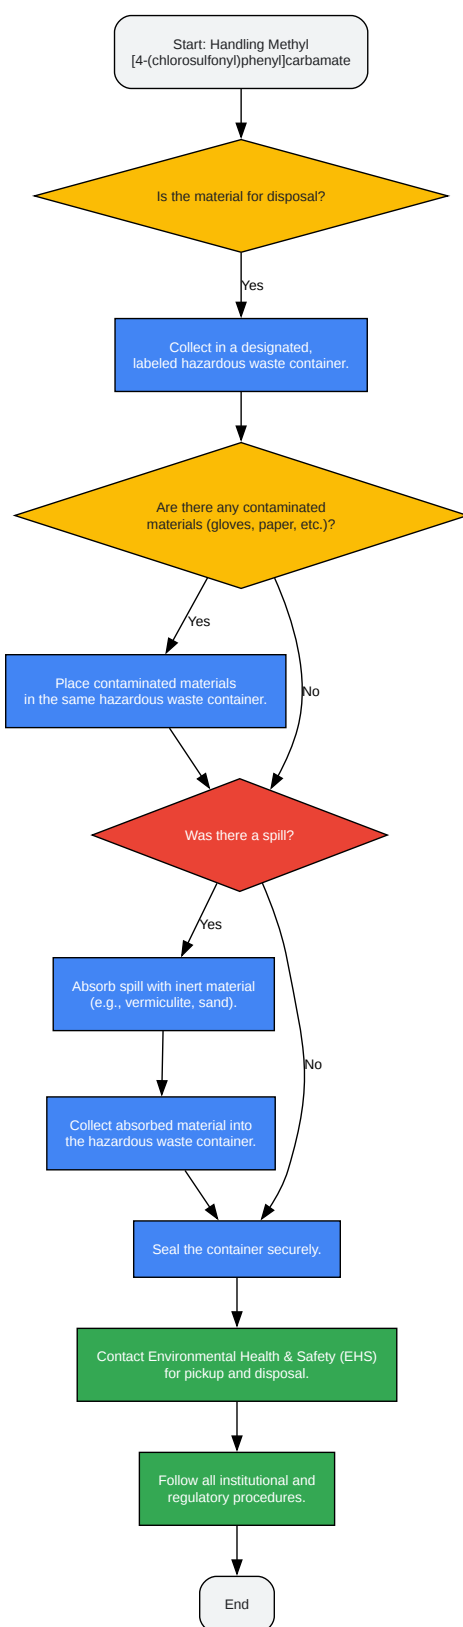 Start: Handling Methyl
[4-(chlorosulfonyl)phenyl]carbamate
Is the material for disposal?
Yes
Collect in a designated,
labeled hazardous waste container.
Are there any contaminated
materials (gloves, paper, etc.)?
Yes
Place contaminated materials
in the same hazardous waste container.
No
Was there a spill?
Yes
Absorb spill with inert material
(e.g., vermiculite, sand).
No
Collect absorbed material into
the hazardous waste container.
Seal the container securely.
Contact Environmental Health & Safety (EHS)
for pickup and disposal.
Follow all institutional and
regulatory procedures.
End